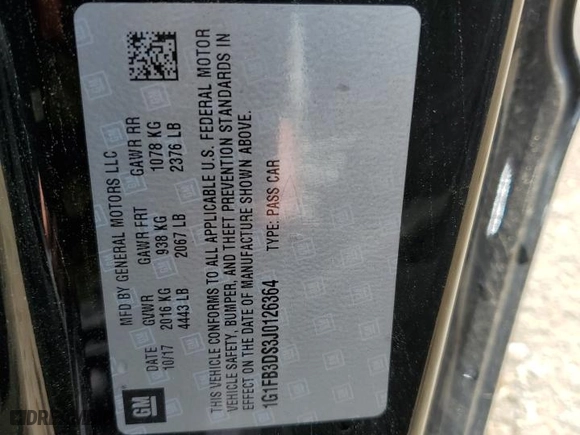 MFD BY GENERAL MOTORS LLC
DATE GVWR GAWR FRT GAWR RR
10/17 2016 KG 938 KG 1078 KG
4443 LB 2067 LB 2376 LB
THIS VEHICLE CONFORMS TO ALL APPLICABLE U.S. FEDERAL MOTOR
VEHICLE SAFETY, BUMPER, AND THEFT PREVENTION STANDARDS IN
EFFECT ON THE DATE OF MANUFACTURE SHOWN ABOVE.
1G1FB3DS3J0126364 TYPE: PASS CAR
GM